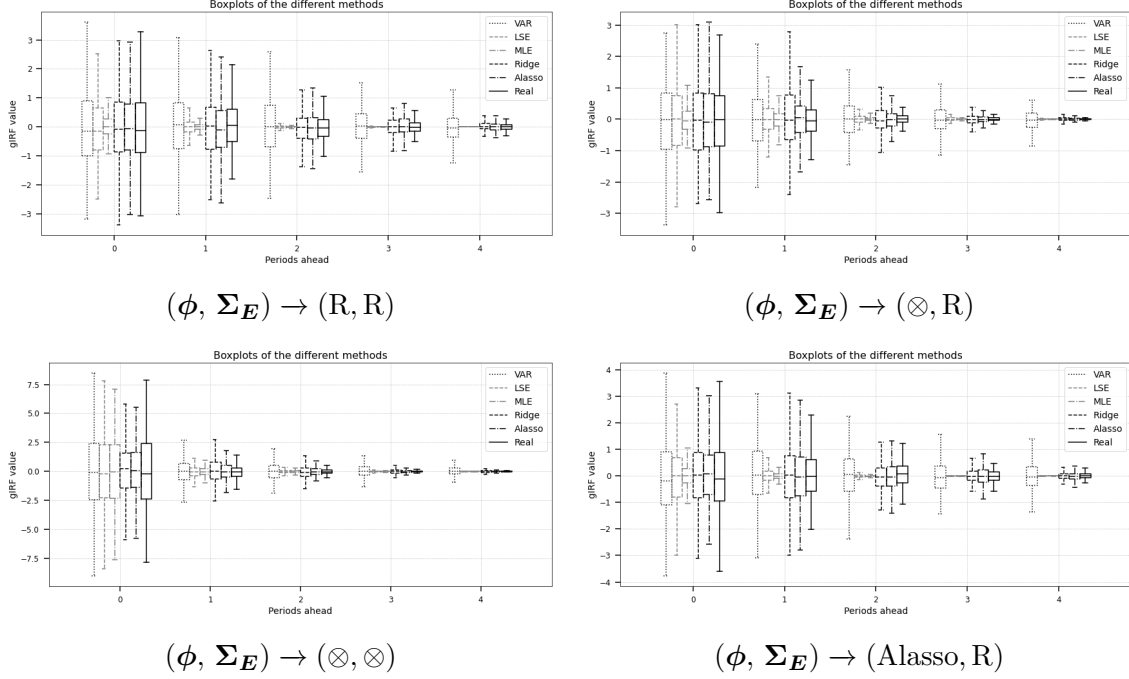 Boxplots of the different methods
VAR
LSE
MLE
Ridge
Alasso
Real
3
2
1
0
−1
−2
−3
gIRF value
0 1 2 3 4
Periods ahead
(ϕ, Σ_E) → (R, R)
Boxplots of the different methods
VAR
LSE
MLE
Ridge
Alasso
Real
3
2
1
0
−1
−2
−3
gIRF value
0 1 2 3 4
Periods ahead
(ϕ, Σ_E) → (⊗, R)
Boxplots of the different methods
VAR
LSE
MLE
Ridge
Alasso
Real
7.5
5.0
2.5
0.0
−2.5
−5.0
−7.5
gIRF value
0 1 2 3 4
Periods ahead
(ϕ, Σ_E) → (⊗, ⊗)
Boxplots of the different methods
VAR
LSE
MLE
Ridge
Alasso
Real
4
3
2
1
0
−1
−2
−3
−4
gIRF value
0 1 2 3 4
Periods ahead
(ϕ, Σ_E) → (Alasso, R)